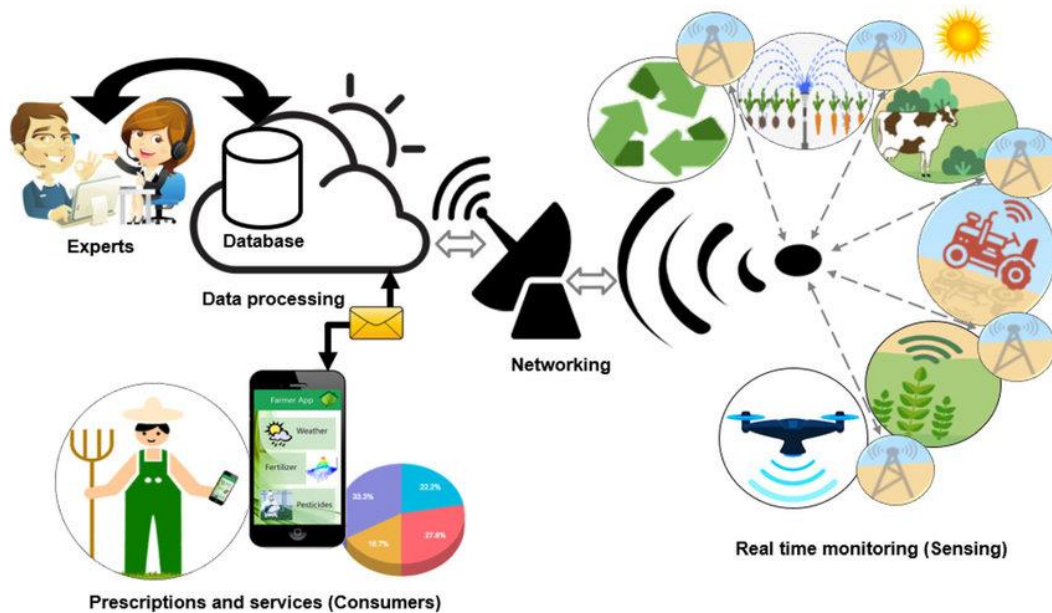 Experts
Database
Data processing
Networking
Farmer App
Weather
Fertilizer
Pesticides
33.3%
22.2%
16.7%
27.8%
Real time monitoring (Sensing)
Prescriptions and services (Consumers)